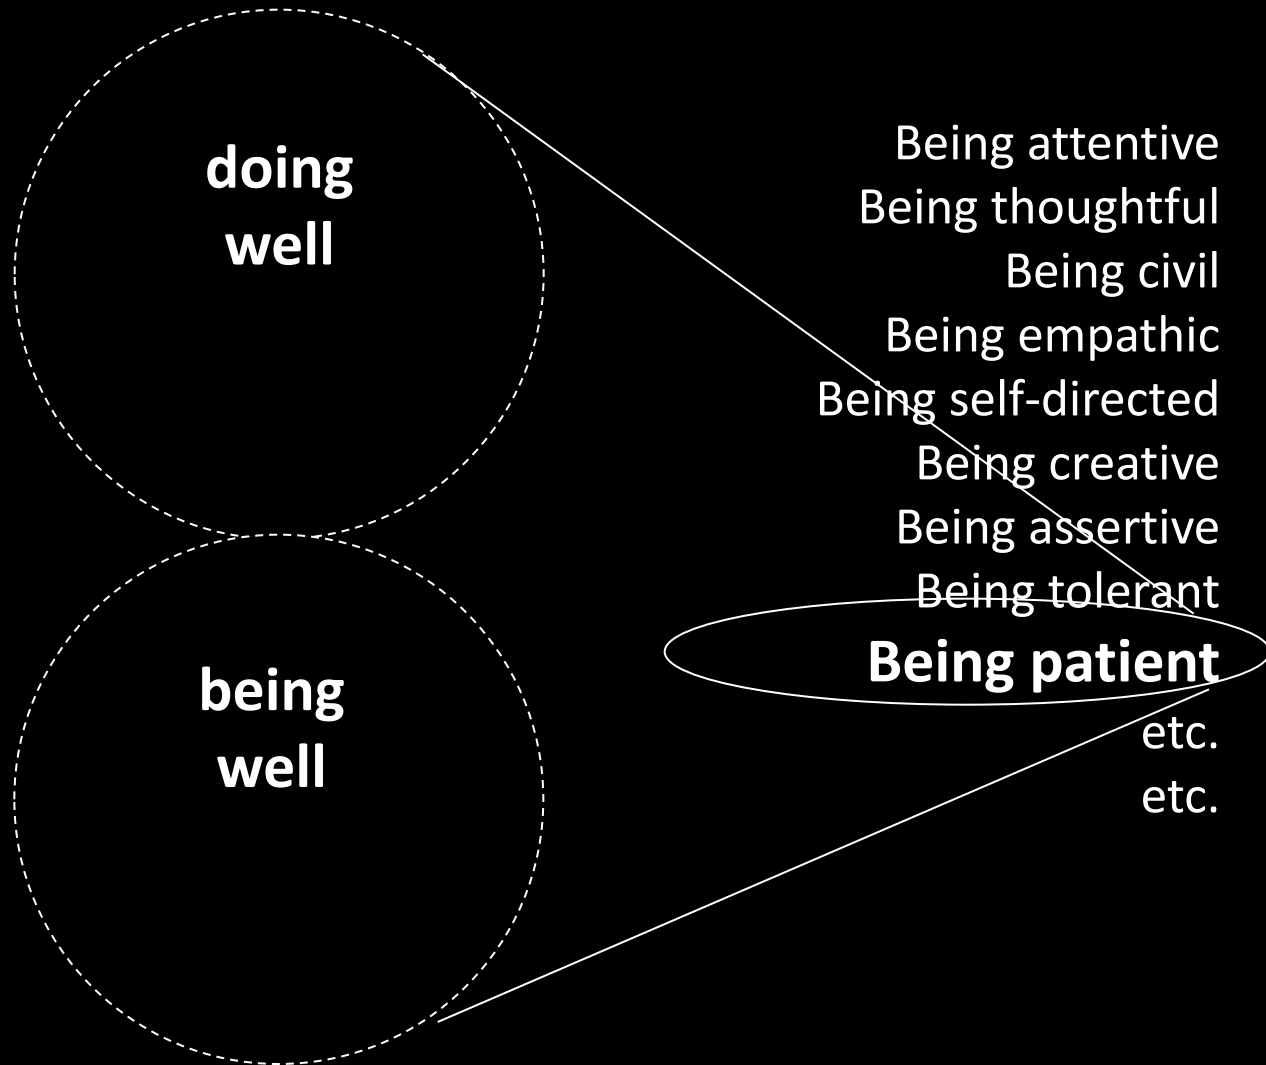 doing
well
being
well
Being attentive
Being thoughtful
Being civil
Being empathic
Being self-directed
Being creative
Being assertive
Being tolerant
Being patient
etc.
etc.